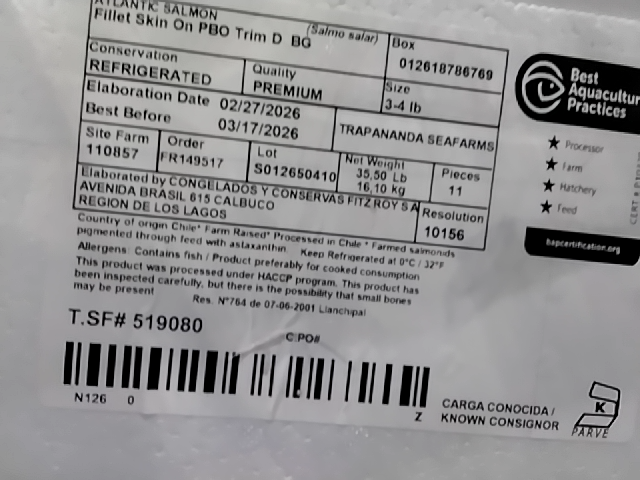 ATLANTIC SALMON
(Salmo salar)
Fillet Skin On PBO Trim D BG
Box
012618786769
Conservation
REFRIGERATED
Quality
PREMIUM
Size
3-4 lb
Elaboration Date 02/27/2026
Best Before 03/17/2026
TRAPANANDA SEAFARMS
Site Farm
110857
Order
FR149517
Lot
S012650410
Net Weight
35,50 Lb
16,10 kg
Pieces
11
Elaborated by CONGELADOS Y CONSERVAS FITZROY S A
AVENIDA BRASIL 615 CALBUCO
REGION DE LOS LAGOS
Resolution
10156
Country of origin Chile* Farm Raised* Processed in Chile * Farmed salmonids
pigmented through feed with astaxanthin. Keep Refrigerated at 0°C / 32°F
Allergens: Contains fish / Product preferably for cooked consumption
This product was processed under HACCP program. This product has
been inspected carefully, but there is the possibility that small bones
may be present
Res. N°764 de 07-06-2001 Llanchipal
T.SF# 519080
C.PO#
N126 0
Z
CARGA CONOCIDA /
KNOWN CONSIGNOR
K
PARVE
Best
Aquacultur
Practices
Processor
Farm
Hatchery
Feed
bapcertification.org